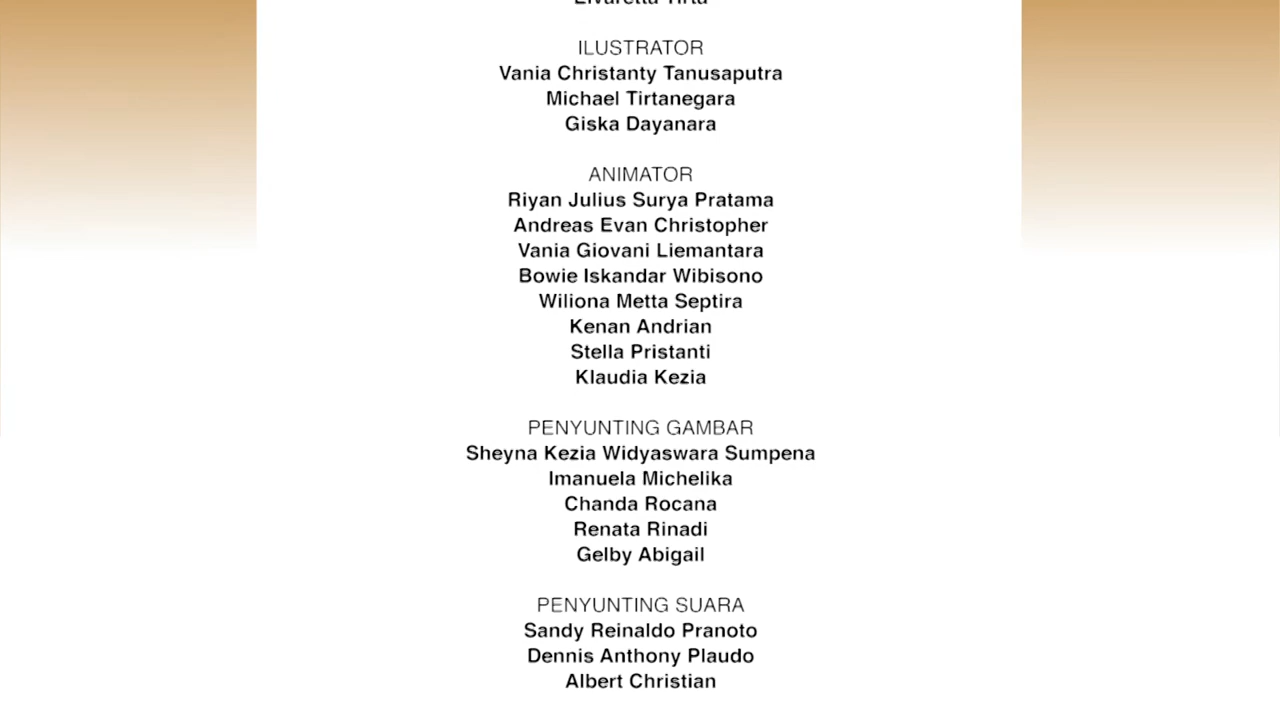 ILUSTRATOR
Vania Christanty Tanusaputra
Michael Tirtanegara
Giska Dayanara
ANIMATOR
Riyan Julius Surya Pratama
Andreas Evan Christopher
Vania Giovani Liemantara
Bowie Iskandar Wibisono
Wiliona Metta Septira
Kenan Andrian
Stella Pristanti
Klaudia Kezia
PENYUNTING GAMBAR
Sheyna Kezia Widyaswara Sumpena
Imanuela Michelika
Chanda Rocana
Renata Rinadi
Gelby Abigail
PENYUNTING SUARA
Sandy Reinaldo Pranoto
Dennis Anthony Plaudo
Albert Christian